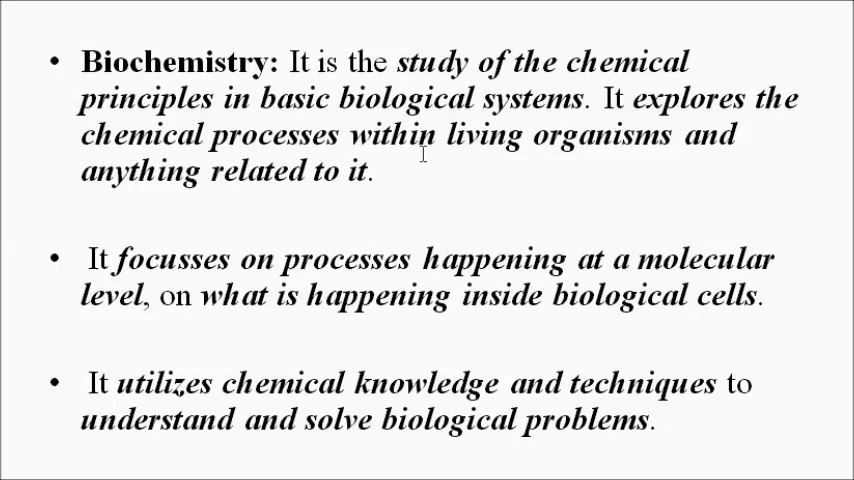 • Biochemistry: It is the study of the chemical
principles in basic biological systems. It explores the
chemical processes within living organisms and
anything related to it.
• It focusses on processes happening at a molecular
level, on what is happening inside biological cells.
• It utilizes chemical knowledge and techniques to
understand and solve biological problems.